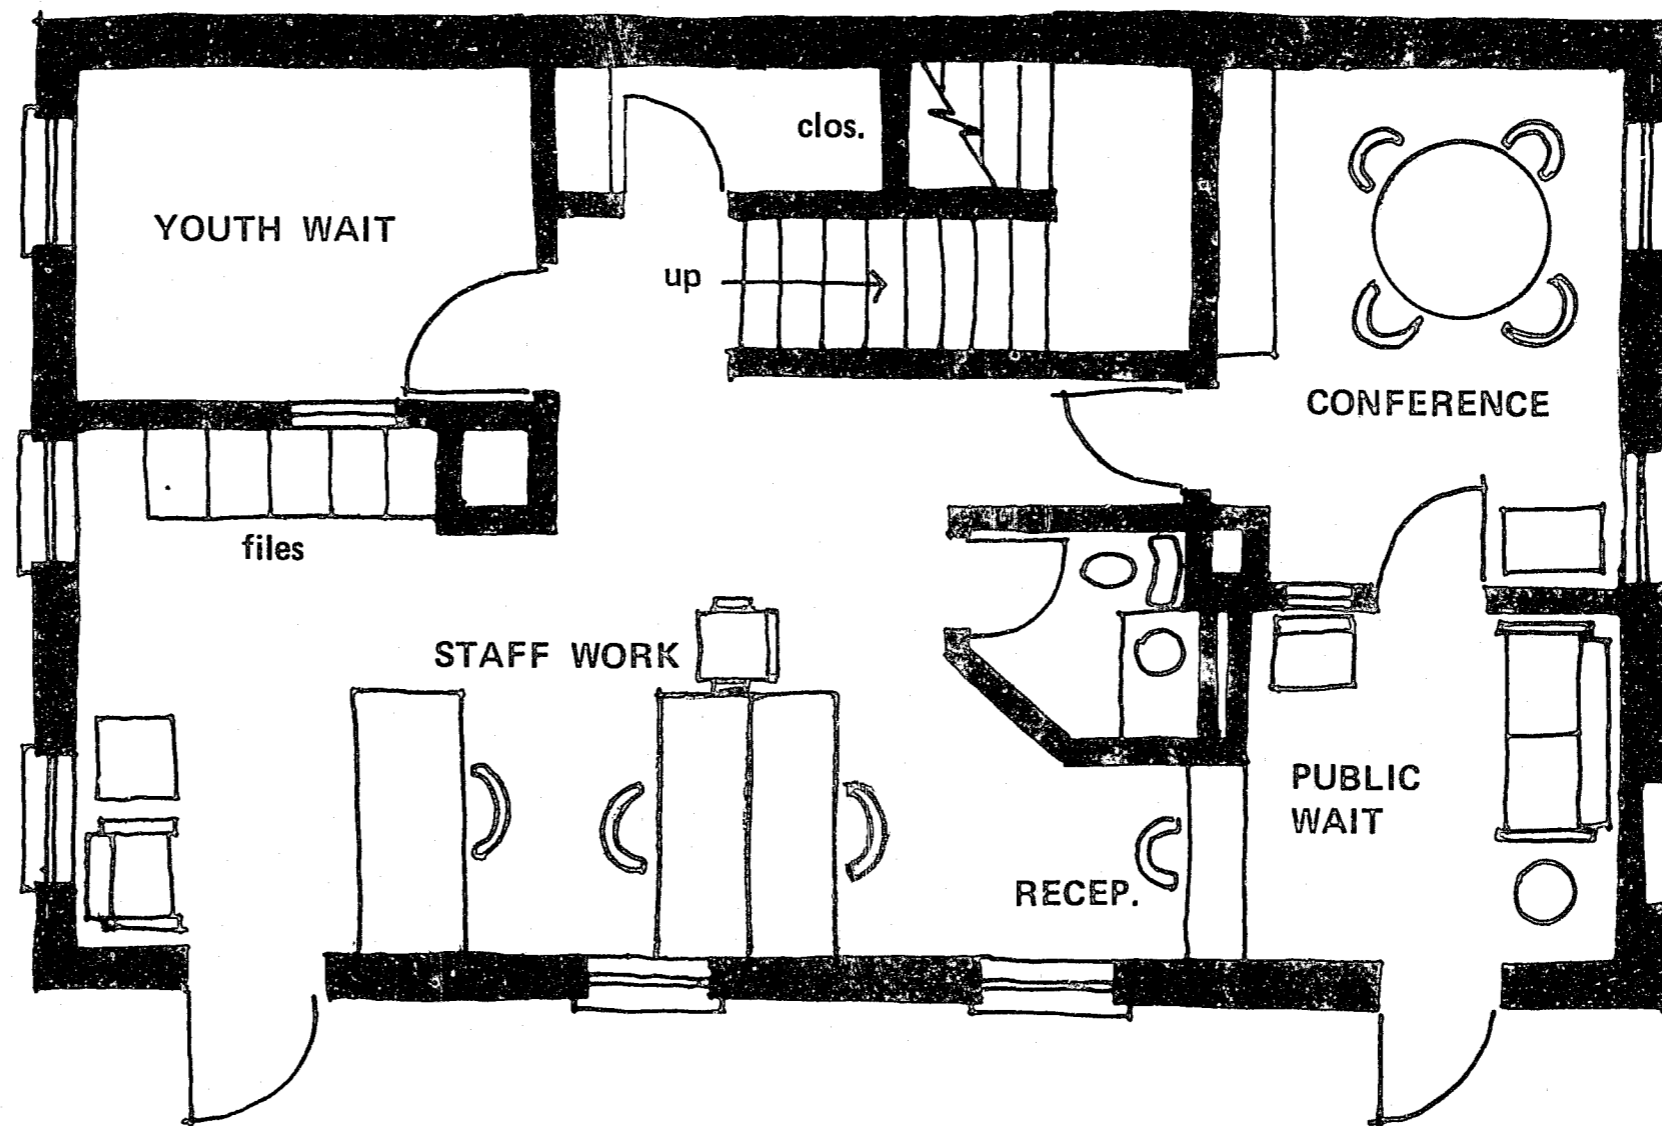 clos.
YOUTH WAIT
up
CONFERENCE
files
STAFF WORK
PUBLIC
WAIT
RECEP.